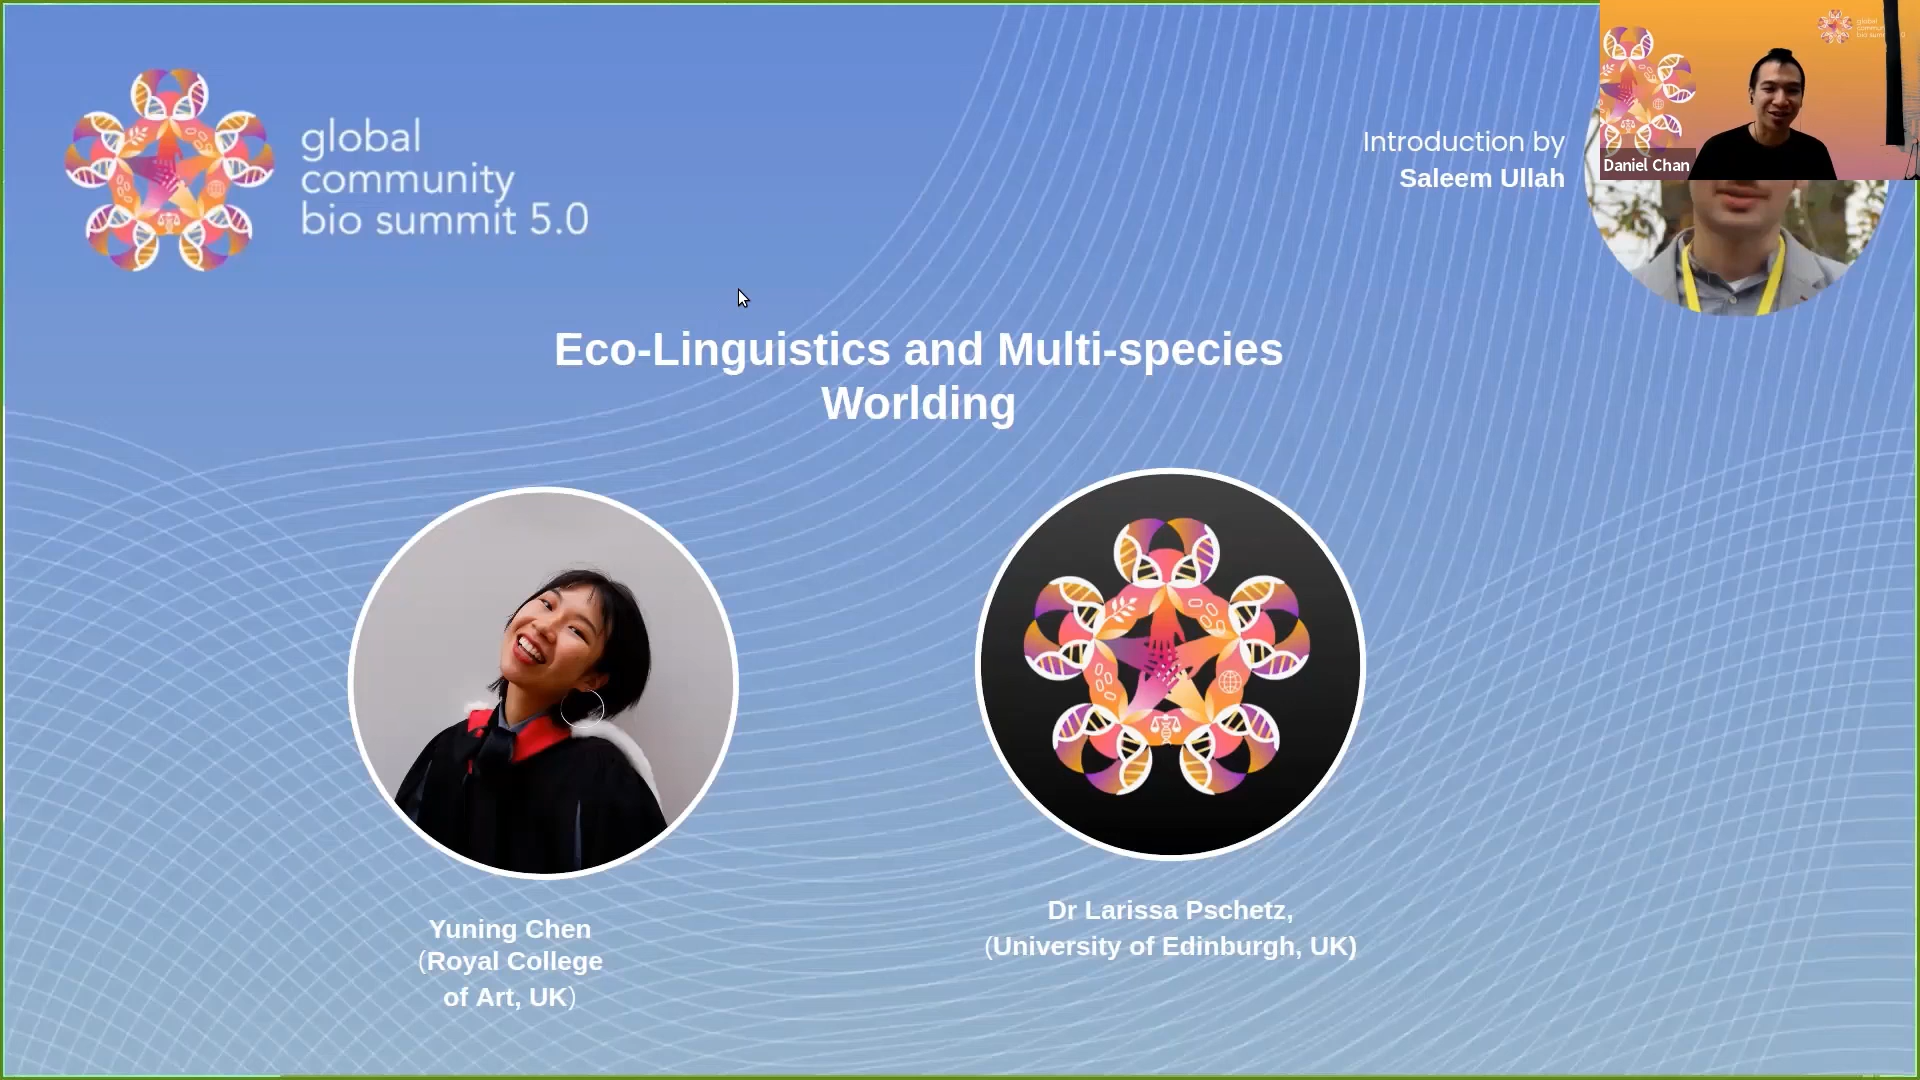 global
community
bio summit 5.0
Introduction by
Saleem Ullah
global
Daniel Chan
Eco-Linguistics and Multi-species
Worlding
Yuning Chen
(Royal College
of Art, UK)
Dr Larissa Pschetz,
(University of Edinburgh, UK)